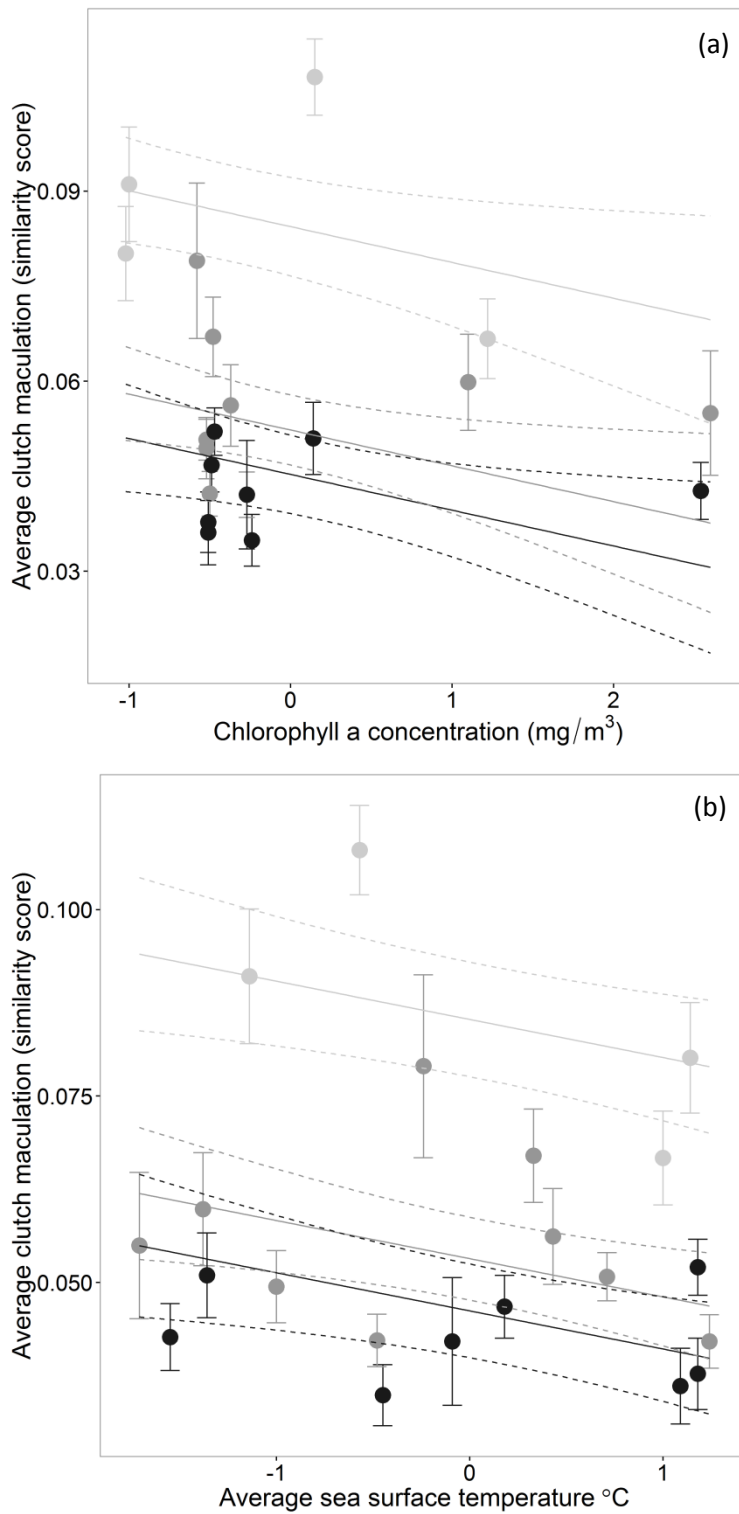 (a)
Average clutch maculation (similarity score)
0.09
0.06
0.03
-1
0
1
2
Chlorophyll a concentration (mg/m³)
(b)
Average clutch maculation (similarity score)
0.100
0.075
0.050
-1
0
1
Average sea surface temperature °C